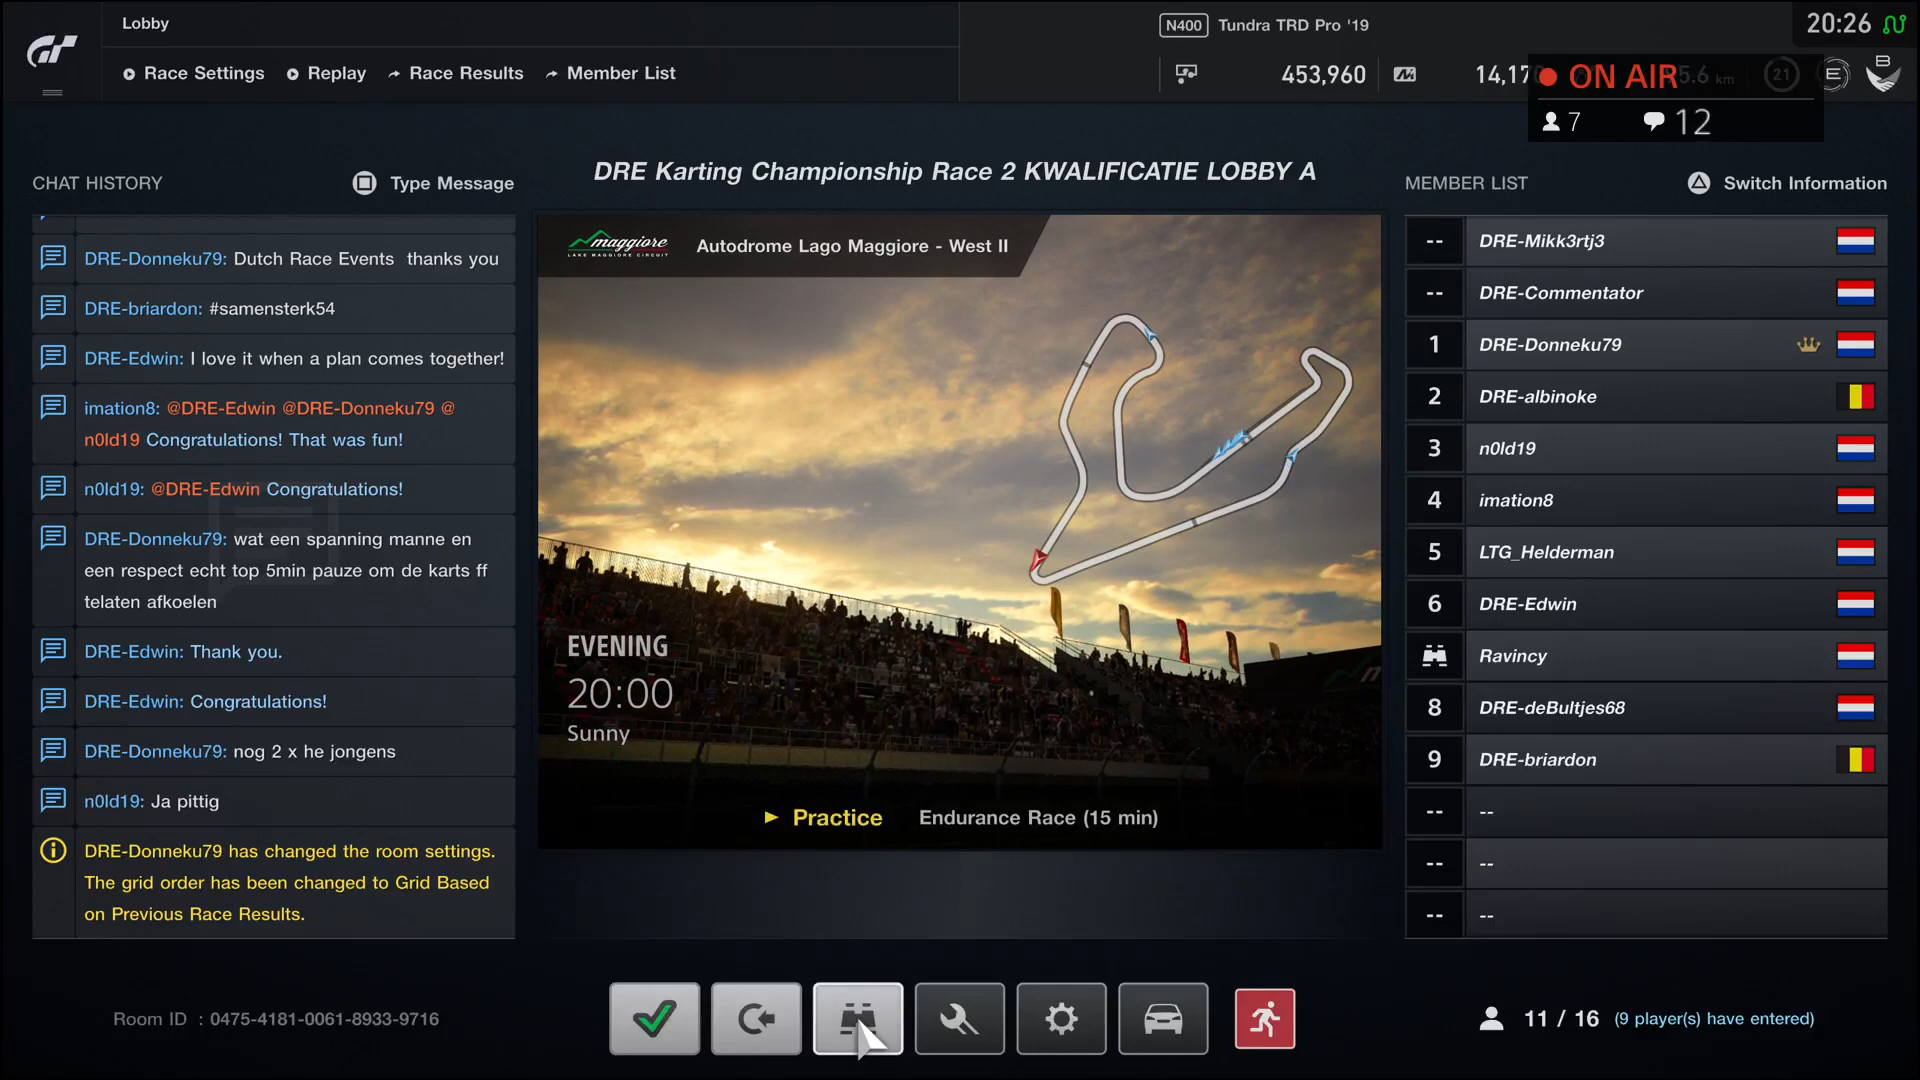 Lobby
N400 Tundra TRD Pro '19
20:26
Race Settings Replay Race Results Member List
453,960
14,17
ON AIR
5.6 km
21
E
B
7 12
DRE Karting Championship Race 2 KWALIFICATIE LOBBY A
CHAT HISTORY Type Message
DRE-Donneku79: Dutch Race Events thanks you
DRE-briardon: #samensterk54
DRE-Edwin: I love it when a plan comes together!
imation8: @DRE-Edwin @DRE-Donneku79 @
n0ld19 Congratulations! That was fun!
n0ld19: @DRE-Edwin Congratulations!
DRE-Donneku79: wat een spanning manne en
een respect echt top 5min pauze om de karts ff
telaten afkoelen
DRE-Edwin: Thank you.
DRE-Edwin: Congratulations!
DRE-Donneku79: nog 2 x he jongens
n0ld19: Ja pittig
DRE-Donneku79 has changed the room settings.
The grid order has been changed to Grid Based
on Previous Race Results.
maggiore
LAKE MAGGIORE CIRCUIT
Autodrome Lago Maggiore - West II
EVENING
20:00
Sunny
Practice Endurance Race (15 min)
MEMBER LIST Switch Information
-- DRE-Mikk3rtj3
-- DRE-Commentator
1 DRE-Donneku79
2 DRE-albinoke
3 n0ld19
4 imation8
5 LTG_Helderman
6 DRE-Edwin
Ravincy
8 DRE-deBultjes68
9 DRE-briardon
-- --
-- --
-- --
Room ID : 0475-4181-0061-8933-9716
11 / 16 (9 player(s) have entered)